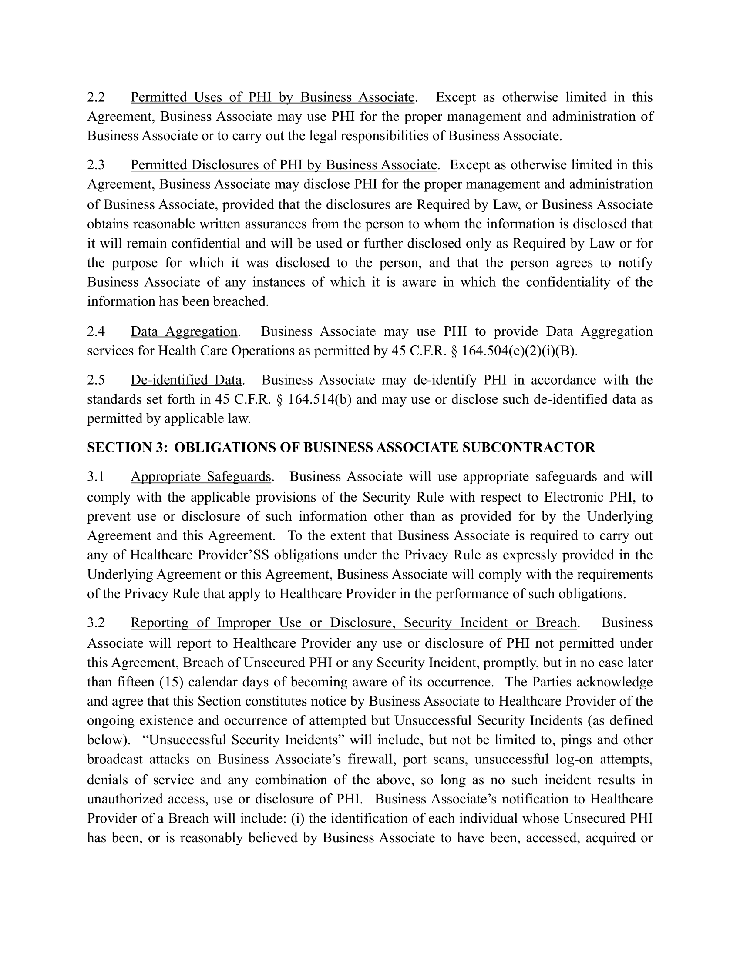 2.2 Permitted Uses of PHI by Business Associate. Except as otherwise limited in this
Agreement, Business Associate may use PHI for the proper management and administration of
Business Associate or to carry out the legal responsibilities of Business Associate.
2.3 Permitted Disclosures of PHI by Business Associate. Except as otherwise limited in this
Agreement, Business Associate may disclose PHI for the proper management and administration
of Business Associate, provided that the disclosures are Required by Law, or Business Associate
obtains reasonable written assurances from the person to whom the information is disclosed that
it will remain confidential and will be used or further disclosed only as Required by Law or for
the purpose for which it was disclosed to the person, and that the person agrees to notify
Business Associate of any instances of which it is aware in which the confidentiality of the
information has been breached.
2.4 Data Aggregation. Business Associate may use PHI to provide Data Aggregation
services for Health Care Operations as permitted by 45 C.F.R. § 164.504(e)(2)(i)(B).
2.5 De-identified Data. Business Associate may de-identify PHI in accordance with the
standards set forth in 45 C.F.R. § 164.514(b) and may use or disclose such de-identified data as
permitted by applicable law.
SECTION 3: OBLIGATIONS OF BUSINESS ASSOCIATE SUBCONTRACTOR
3.1 Appropriate Safeguards. Business Associate will use appropriate safeguards and will
comply with the applicable provisions of the Security Rule with respect to Electronic PHI, to
prevent use or disclosure of such information other than as provided for by the Underlying
Agreement and this Agreement. To the extent that Business Associate is required to carry out
any of Healthcare Provider’SS obligations under the Privacy Rule as expressly provided in the
Underlying Agreement or this Agreement, Business Associate will comply with the requirements
of the Privacy Rule that apply to Healthcare Provider in the performance of such obligations.
3.2 Reporting of Improper Use or Disclosure, Security Incident or Breach. Business
Associate will report to Healthcare Provider any use or disclosure of PHI not permitted under
this Agreement, Breach of Unsecured PHI or any Security Incident, promptly, but in no case later
than fifteen (15) calendar days of becoming aware of its occurrence. The Parties acknowledge
and agree that this Section constitutes notice by Business Associate to Healthcare Provider of the
ongoing existence and occurrence of attempted but Unsuccessful Security Incidents (as defined
below). “Unsuccessful Security Incidents” will include, but not be limited to, pings and other
broadcast attacks on Business Associate’s firewall, port scans, unsuccessful log-on attempts,
denials of service and any combination of the above, so long as no such incident results in
unauthorized access, use or disclosure of PHI. Business Associate’s notification to Healthcare
Provider of a Breach will include: (i) the identification of each individual whose Unsecured PHI
has been, or is reasonably believed by Business Associate to have been, accessed, acquired or